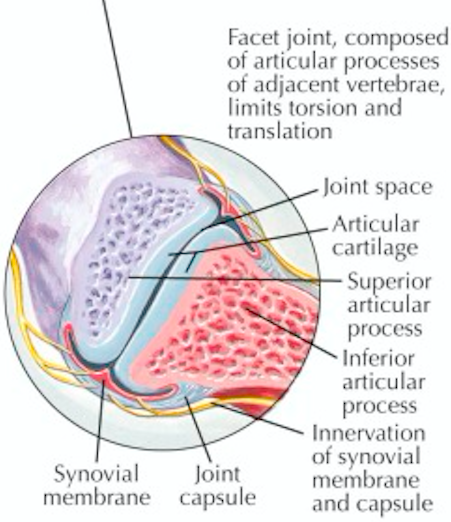 Facet joint, composed
of articular processes
of adjacent vertebrae,
limits torsion and
translation
Joint space
Articular
cartilage
Superior
articular
process
Inferior
articular
process
Innervation
of synovial
membrane
and capsule
Synovial
membrane
Joint
capsule